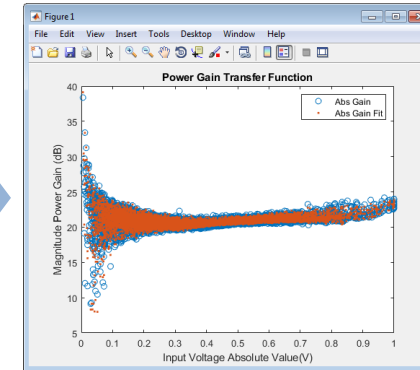 Figure 1
File Edit View Insert Tools Desktop Window Help
Power Gain Transfer Function
Abs Gain
Abs Gain Fit
Magnitude Power Gain (dB)
40
35
30
25
20
15
10
5
0 0.1 0.2 0.3 0.4 0.5 0.6 0.7 0.8 0.9 1
Input Voltage Absolute Value(V)